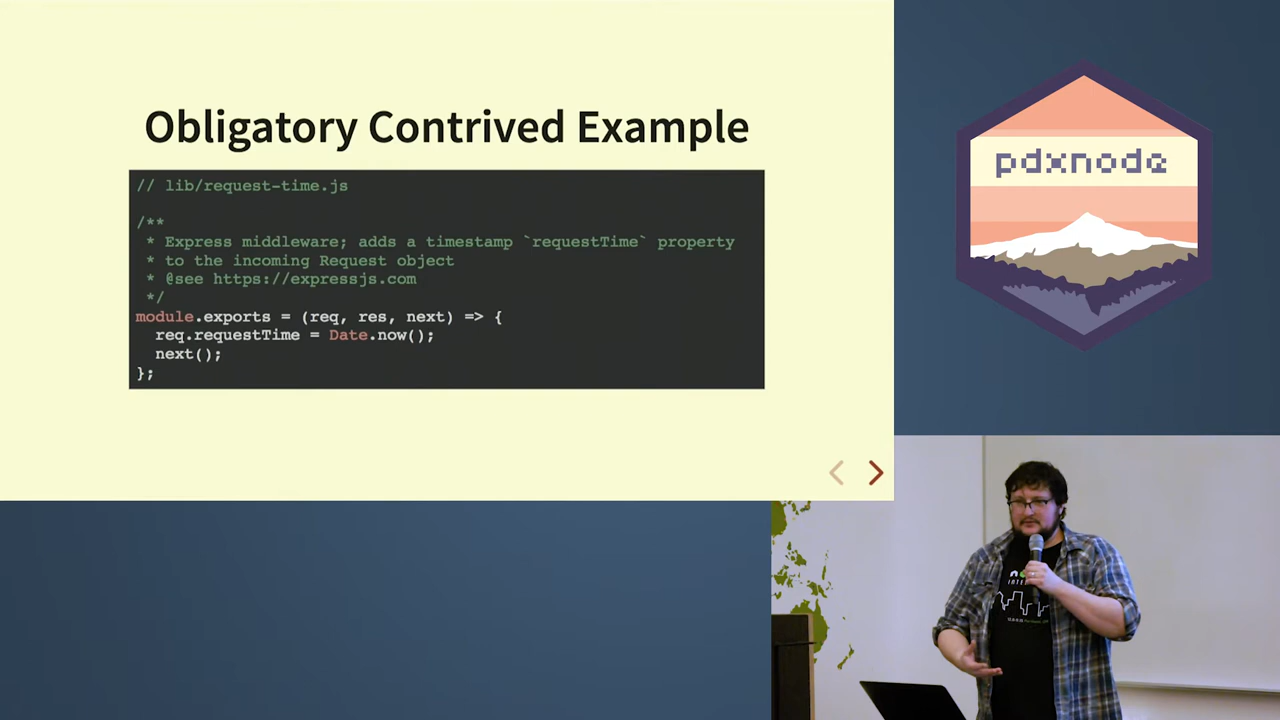 Obligatory Contrived Example
// lib/request-time.js
/**
* Express middleware; adds a timestamp `requestTime` property
* to the incoming Request object
* @see https://expressjs.com
*/
module.exports = (req, res, next) => {
req.requestTime = Date.now();
next();
};
pdxnode